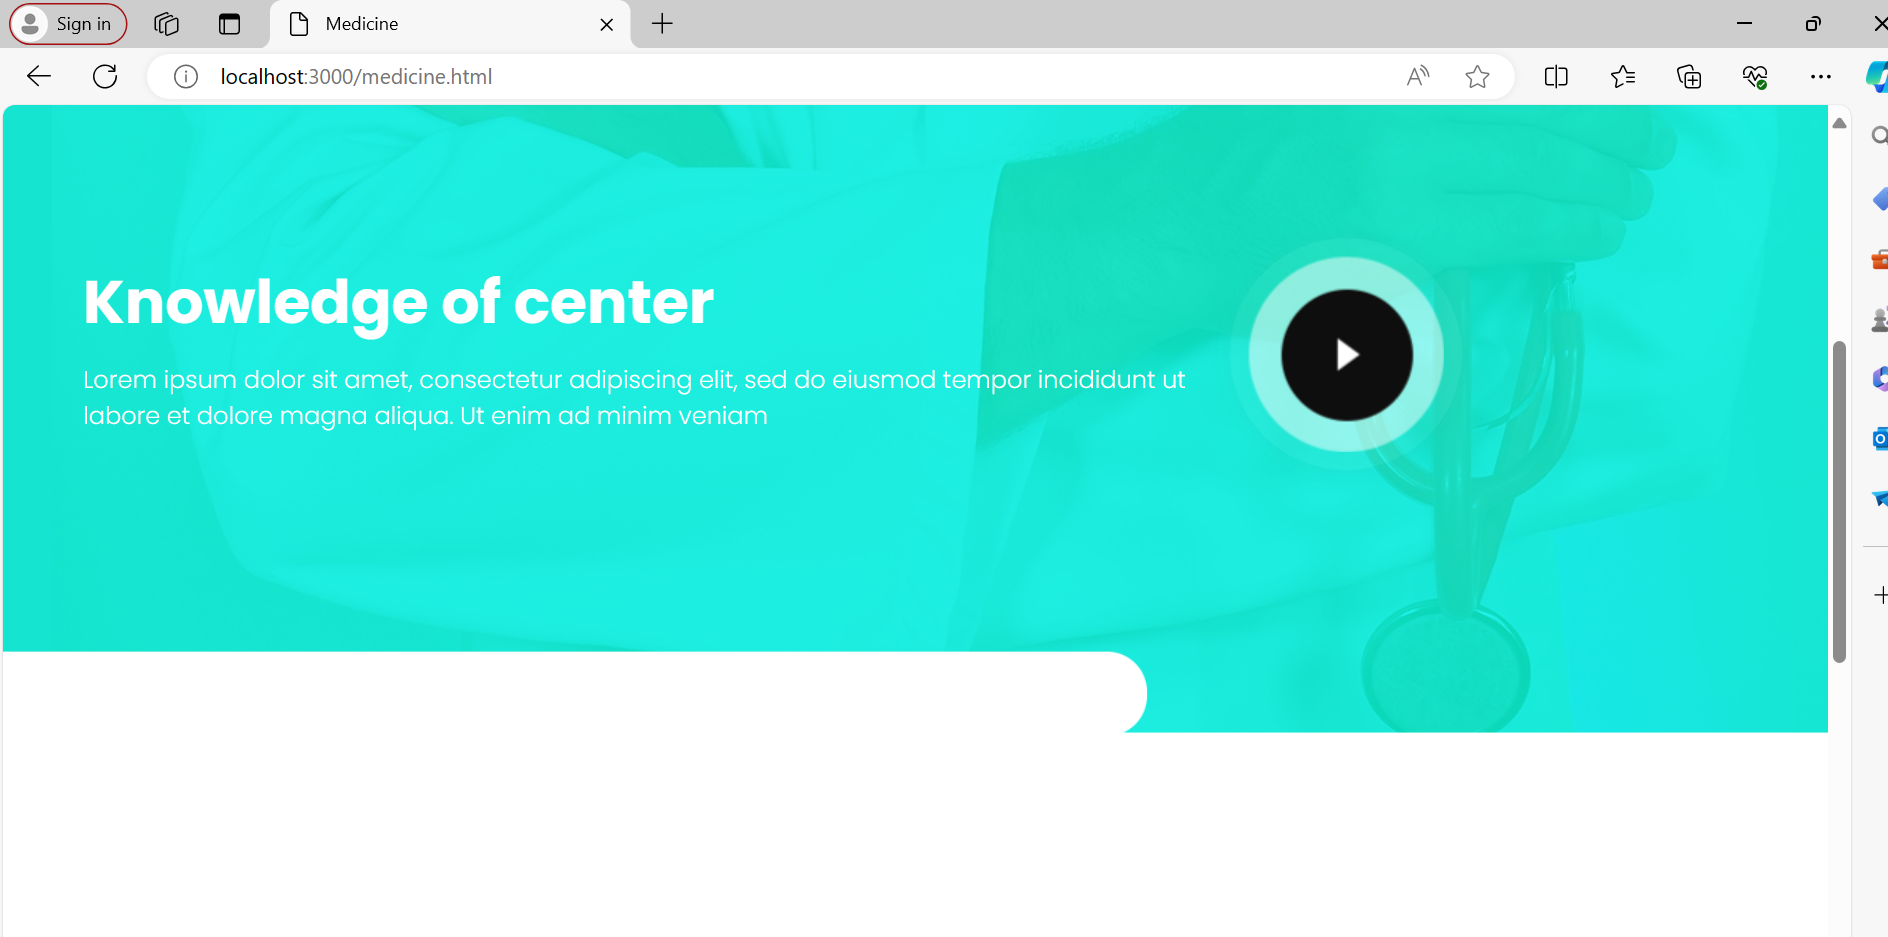 Sign in
Medicine
localhost:3000/medicine.html
Knowledge of center
Lorem ipsum dolor sit amet, consectetur adipiscing elit, sed do eiusmod tempor incididunt ut
labore et dolore magna aliqua. Ut enim ad minim veniam